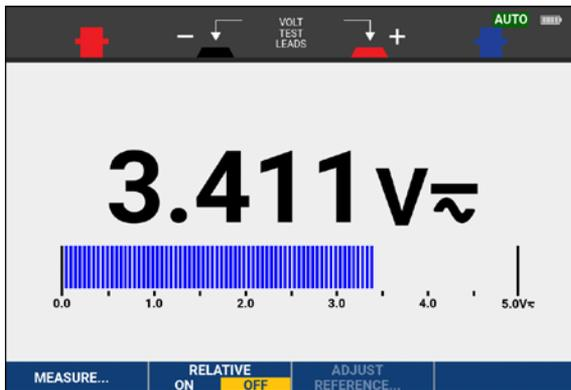 VOLT
TEST
LEADS
− +
AUTO
3.411 V⏦
0.0 1.0 2.0 3.0 4.0 5.0V⏦
MEASURE...
RELATIVE
ON OFF
ADJUST
REFERENCE...